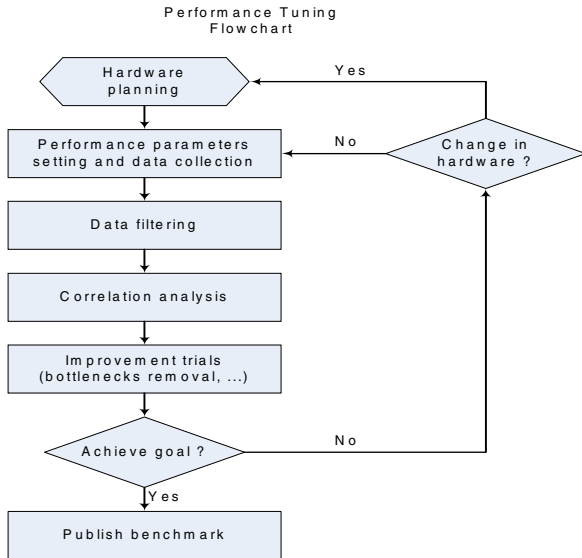 Performance Tuning
Flowchart
Hardware
planning
Yes
Performance parameters
setting and data collection
No
Change in
hardware ?
Data filtering
Correlation analysis
Improvement trials
(bottlenecks removal, ...)
Achieve goal ?
No
Yes
Publish benchmark